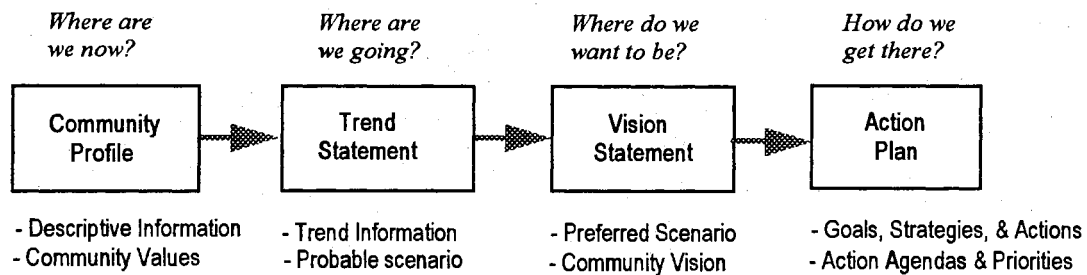 Where are
we now?
Where are
we going?
Where do we
want to be?
How do we
get there?
Community
Profile
Trend
Statement
Vision
Statement
Action
Plan
- Descriptive Information
- Community Values
- Trend Information
- Probable scenario
- Preferred Scenario
- Community Vision
- Goals, Strategies, & Actions
- Action Agendas & Priorities